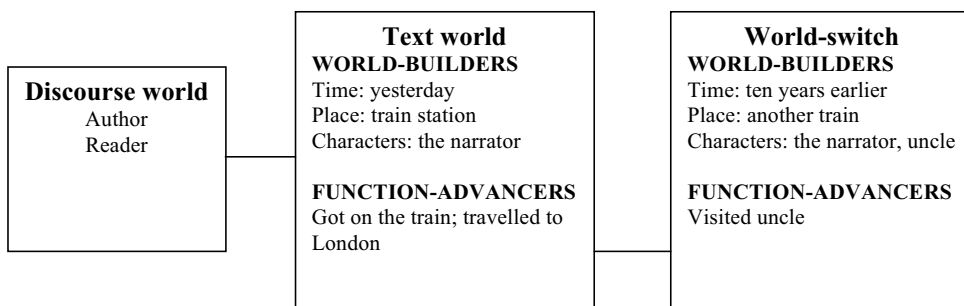 Discourse world
Author
Reader
Text world
WORLD-BUILDERS
Time: yesterday
Place: train station
Characters: the narrator
FUNCTION-ADVANCERS
Got on the train; travelled to
London
World-switch
WORLD-BUILDERS
Time: ten years earlier
Place: another train
Characters: the narrator, uncle
FUNCTION-ADVANCERS
Visited uncle